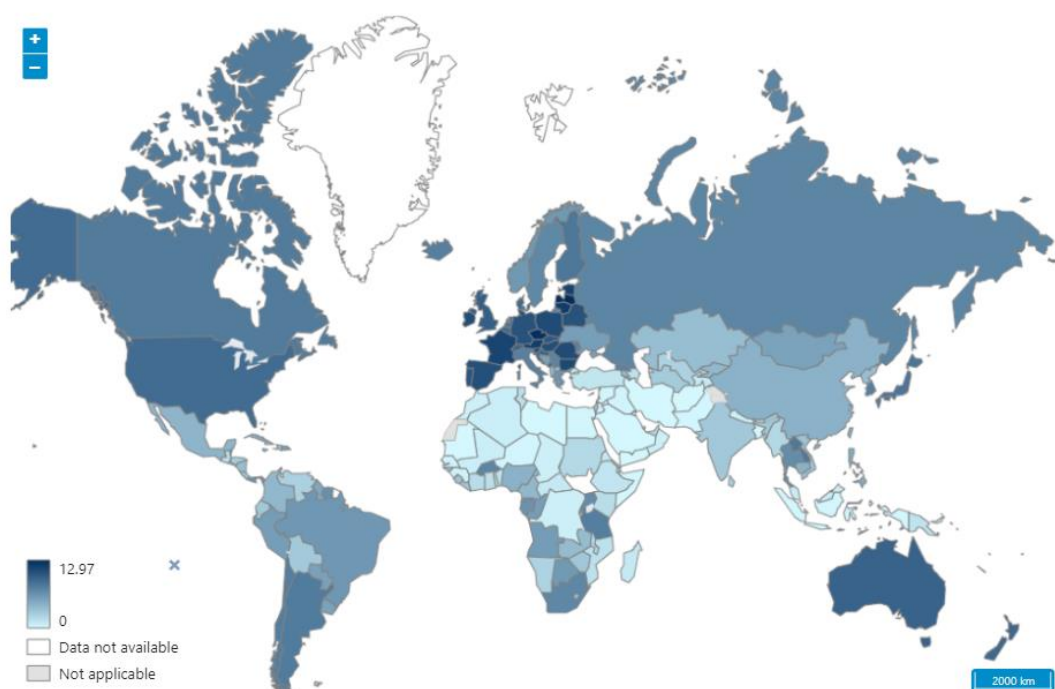 +
−
12.97
0
Data not available
Not applicable
2000 km